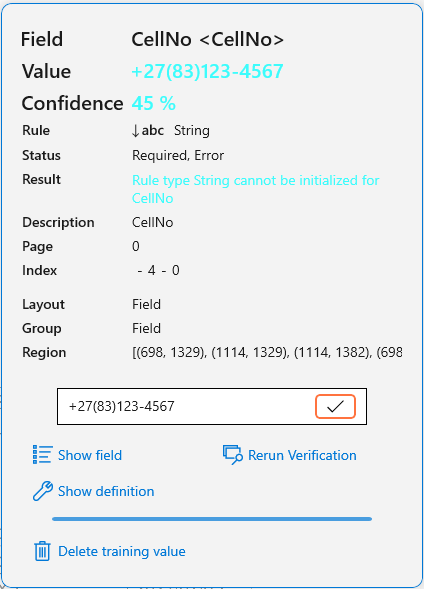 Field CellNo <CellNo>
Value +27(83)123-4567
Confidence 45 %
Rule ↓abc String
Status Required, Error
Result Rule type String cannot be initialized for
CellNo
Description CellNo
Page 0
Index - 4 - 0
Layout Field
Group Field
Region [(698, 1329), (1114, 1329), (1114, 1382), (698
+27(83)123-4567
Show field Rerun Verification
Show definition
Delete training value